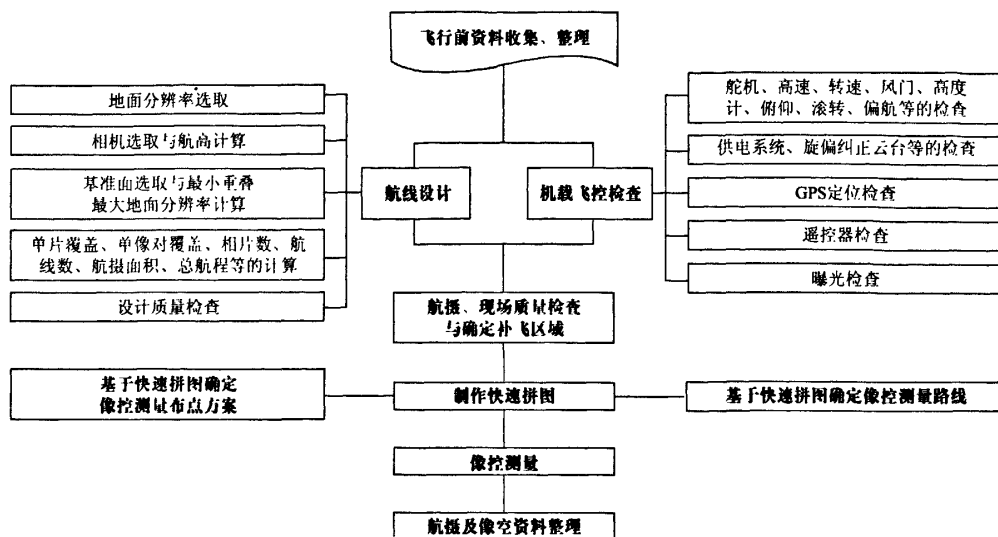 飞行前资料收集、整理
地面分辨率选取
相机选取与航高计算
基准面选取与最小重叠
最大地面分辨率计算
单片覆盖、单像对覆盖、相片数、航
线数、航摄面积、总航程等的计算
设计质量检查
航线设计
机载飞控检查
舵机、高速、转速、风门、高度
计、俯仰、滚转、偏航等的检查
供电系统、旋偏纠正云台等的检查
GPS定位检查
遥控器检查
曝光检查
航摄、现场质量检查
与确定补飞区域
基于快速拼图确定
像控测量布点方案
制作快速拼图
基于快速拼图确定像控测量路线
像控测量
航摄及像空资料整理